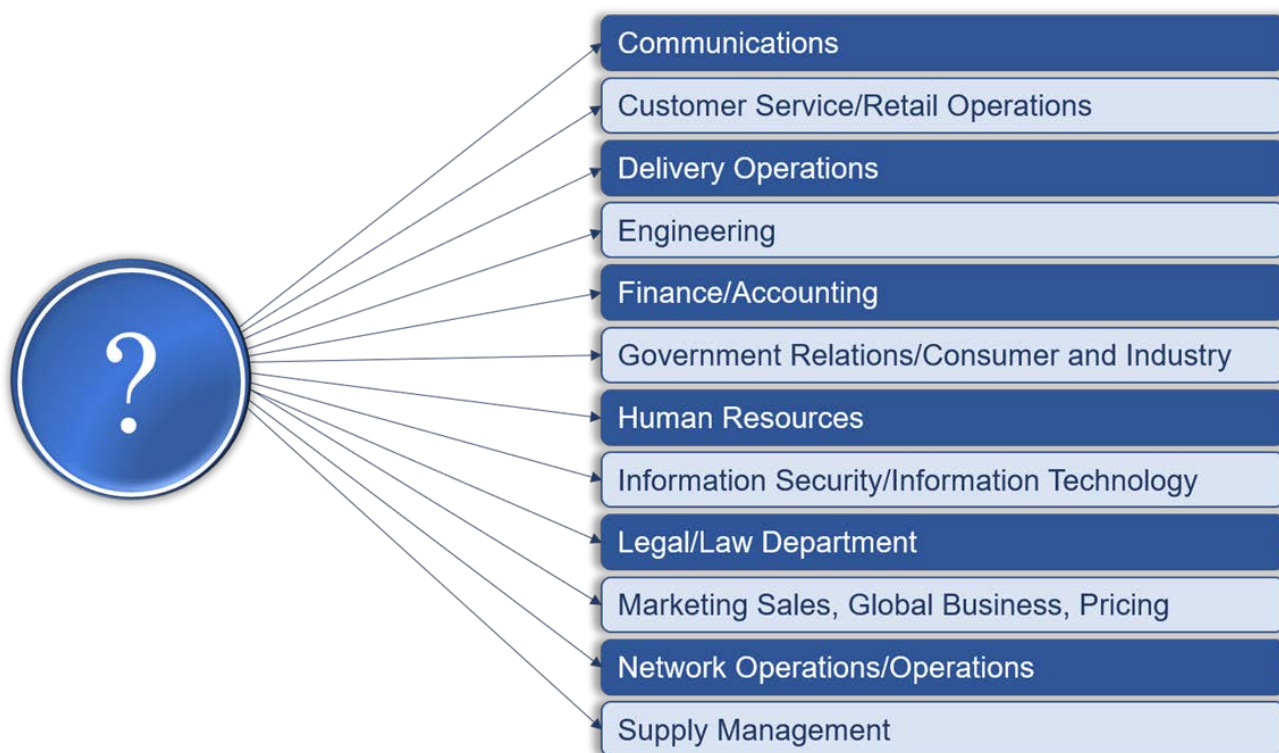 Communications
Customer Service/Retail Operations
Delivery Operations
Engineering
Finance/Accounting
Government Relations/Consumer and Industry
?
Human Resources
Information Security/Information Technology
Legal/Law Department
Marketing Sales, Global Business, Pricing
Network Operations/Operations
Supply Management